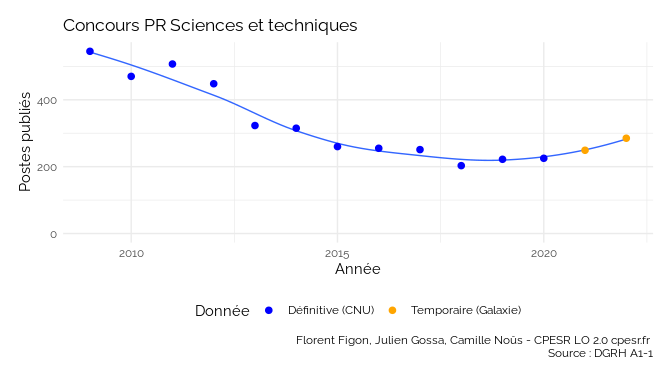 Concours PR Sciences et techniques
Postes publiés
400
200
0
2010
2015
2020
Année
Donnée
Définitive (CNU)
Temporaire (Galaxie)
Florent Figon, Julien Gossa, Camille Noûs - CPESR LO 2.0 cpesr.fr
Source : DGRH A1-1